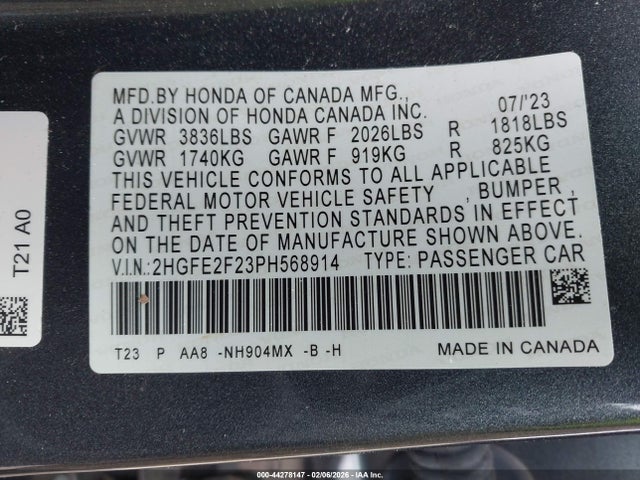 MFD.BY HONDA OF CANADA MFG.,
A DIVISION OF HONDA CANADA INC. 07/'23
GVWR 3836LBS GAWR F 2026LBS R 1818LBS
GVWR 1740KG GAWR F 919KG R 825KG
THIS VEHICLE CONFORMS TO ALL APPLICABLE
FEDERAL MOTOR VEHICLE SAFETY , BUMPER ,
AND THEFT PREVENTION STANDARDS IN EFFECT
ON THE DATE OF MANUFACTURE SHOWN ABOVE.
V.I.N.:2HGFE2F23PH568914 TYPE: PASSENGER CAR
T23 P AA8 -NH904MX -B -H MADE IN CANADA
T21 A0
000-44278147 - 02/06/2026 - IAA Inc.